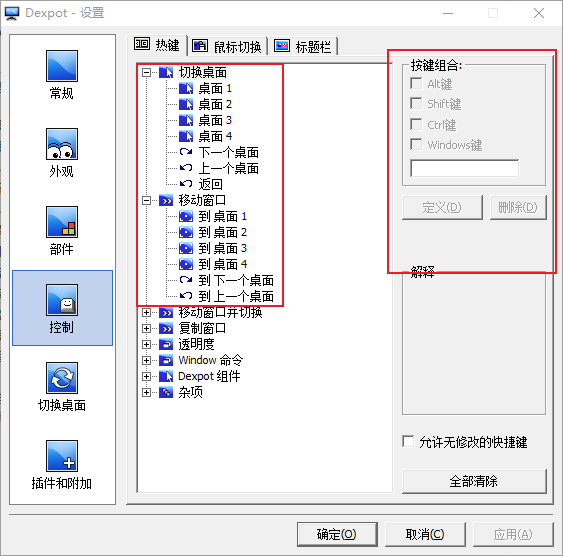 Dexpot - 设置
常规
外观
部件
控制
切换桌面
插件和附加
热键
鼠标切换
标题栏
切换桌面
桌面 1
桌面 2
桌面 3
桌面 4
下一个桌面
上一个桌面
返回
移动窗口
到 桌面 1
到 桌面 2
到 桌面 3
到 桌面 4
到 下一个桌面
到 上一个桌面
移动窗口并切换
复制窗口
透明度
Window 命令
Dexpot 组件
杂项
按键组合:
Alt键
Shift键
Ctrl键
Windows键
定义(D)
删除(D)
解释
允许无修改的快捷键
全部清除
确定(O)
取消(C)
应用(A)